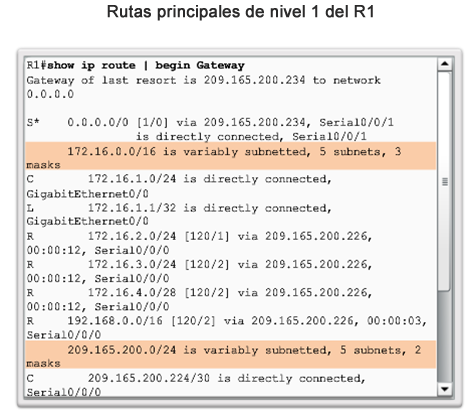 Rutas principales de nivel 1 del R1
R1#show ip route | begin Gateway
Gateway of last resort is 209.165.200.234 to network
0.0.0.0
S* 0.0.0.0/0 [1/0] via 209.165.200.234, Serial0/0/1
is directly connected, Serial0/0/1
172.16.0.0/16 is variably subnetted, 5 subnets, 3
masks
C 172.16.1.0/24 is directly connected,
GigabitEthernet0/0
L 172.16.1.1/32 is directly connected,
GigabitEthernet0/0
R 172.16.2.0/24 [120/1] via 209.165.200.226,
00:00:12, Serial0/0/0
R 172.16.3.0/24 [120/2] via 209.165.200.226,
00:00:12, Serial0/0/0
R 172.16.4.0/28 [120/2] via 209.165.200.226,
00:00:12, Serial0/0/0
R 192.168.0.0/16 [120/2] via 209.165.200.226, 00:00:03,
Serial0/0/0
209.165.200.0/24 is variably subnetted, 5 subnets, 2
masks
C 209.165.200.224/30 is directly connected,
Serial0/0/0